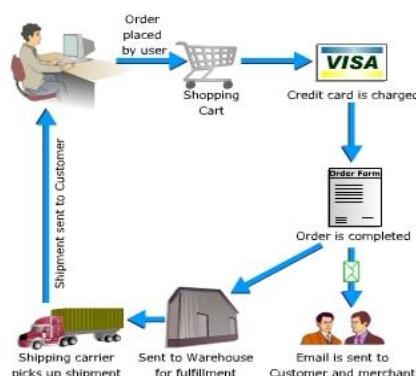 Order
placed
by user
Shopping
Cart
VISA
Credit card is charged
Order Form
Order is completed
Shipment sent to Customer
Shipping carrier
picks up shipment
Sent to Warehouse
for fulfillment
Email is sent to
Customer and merchant